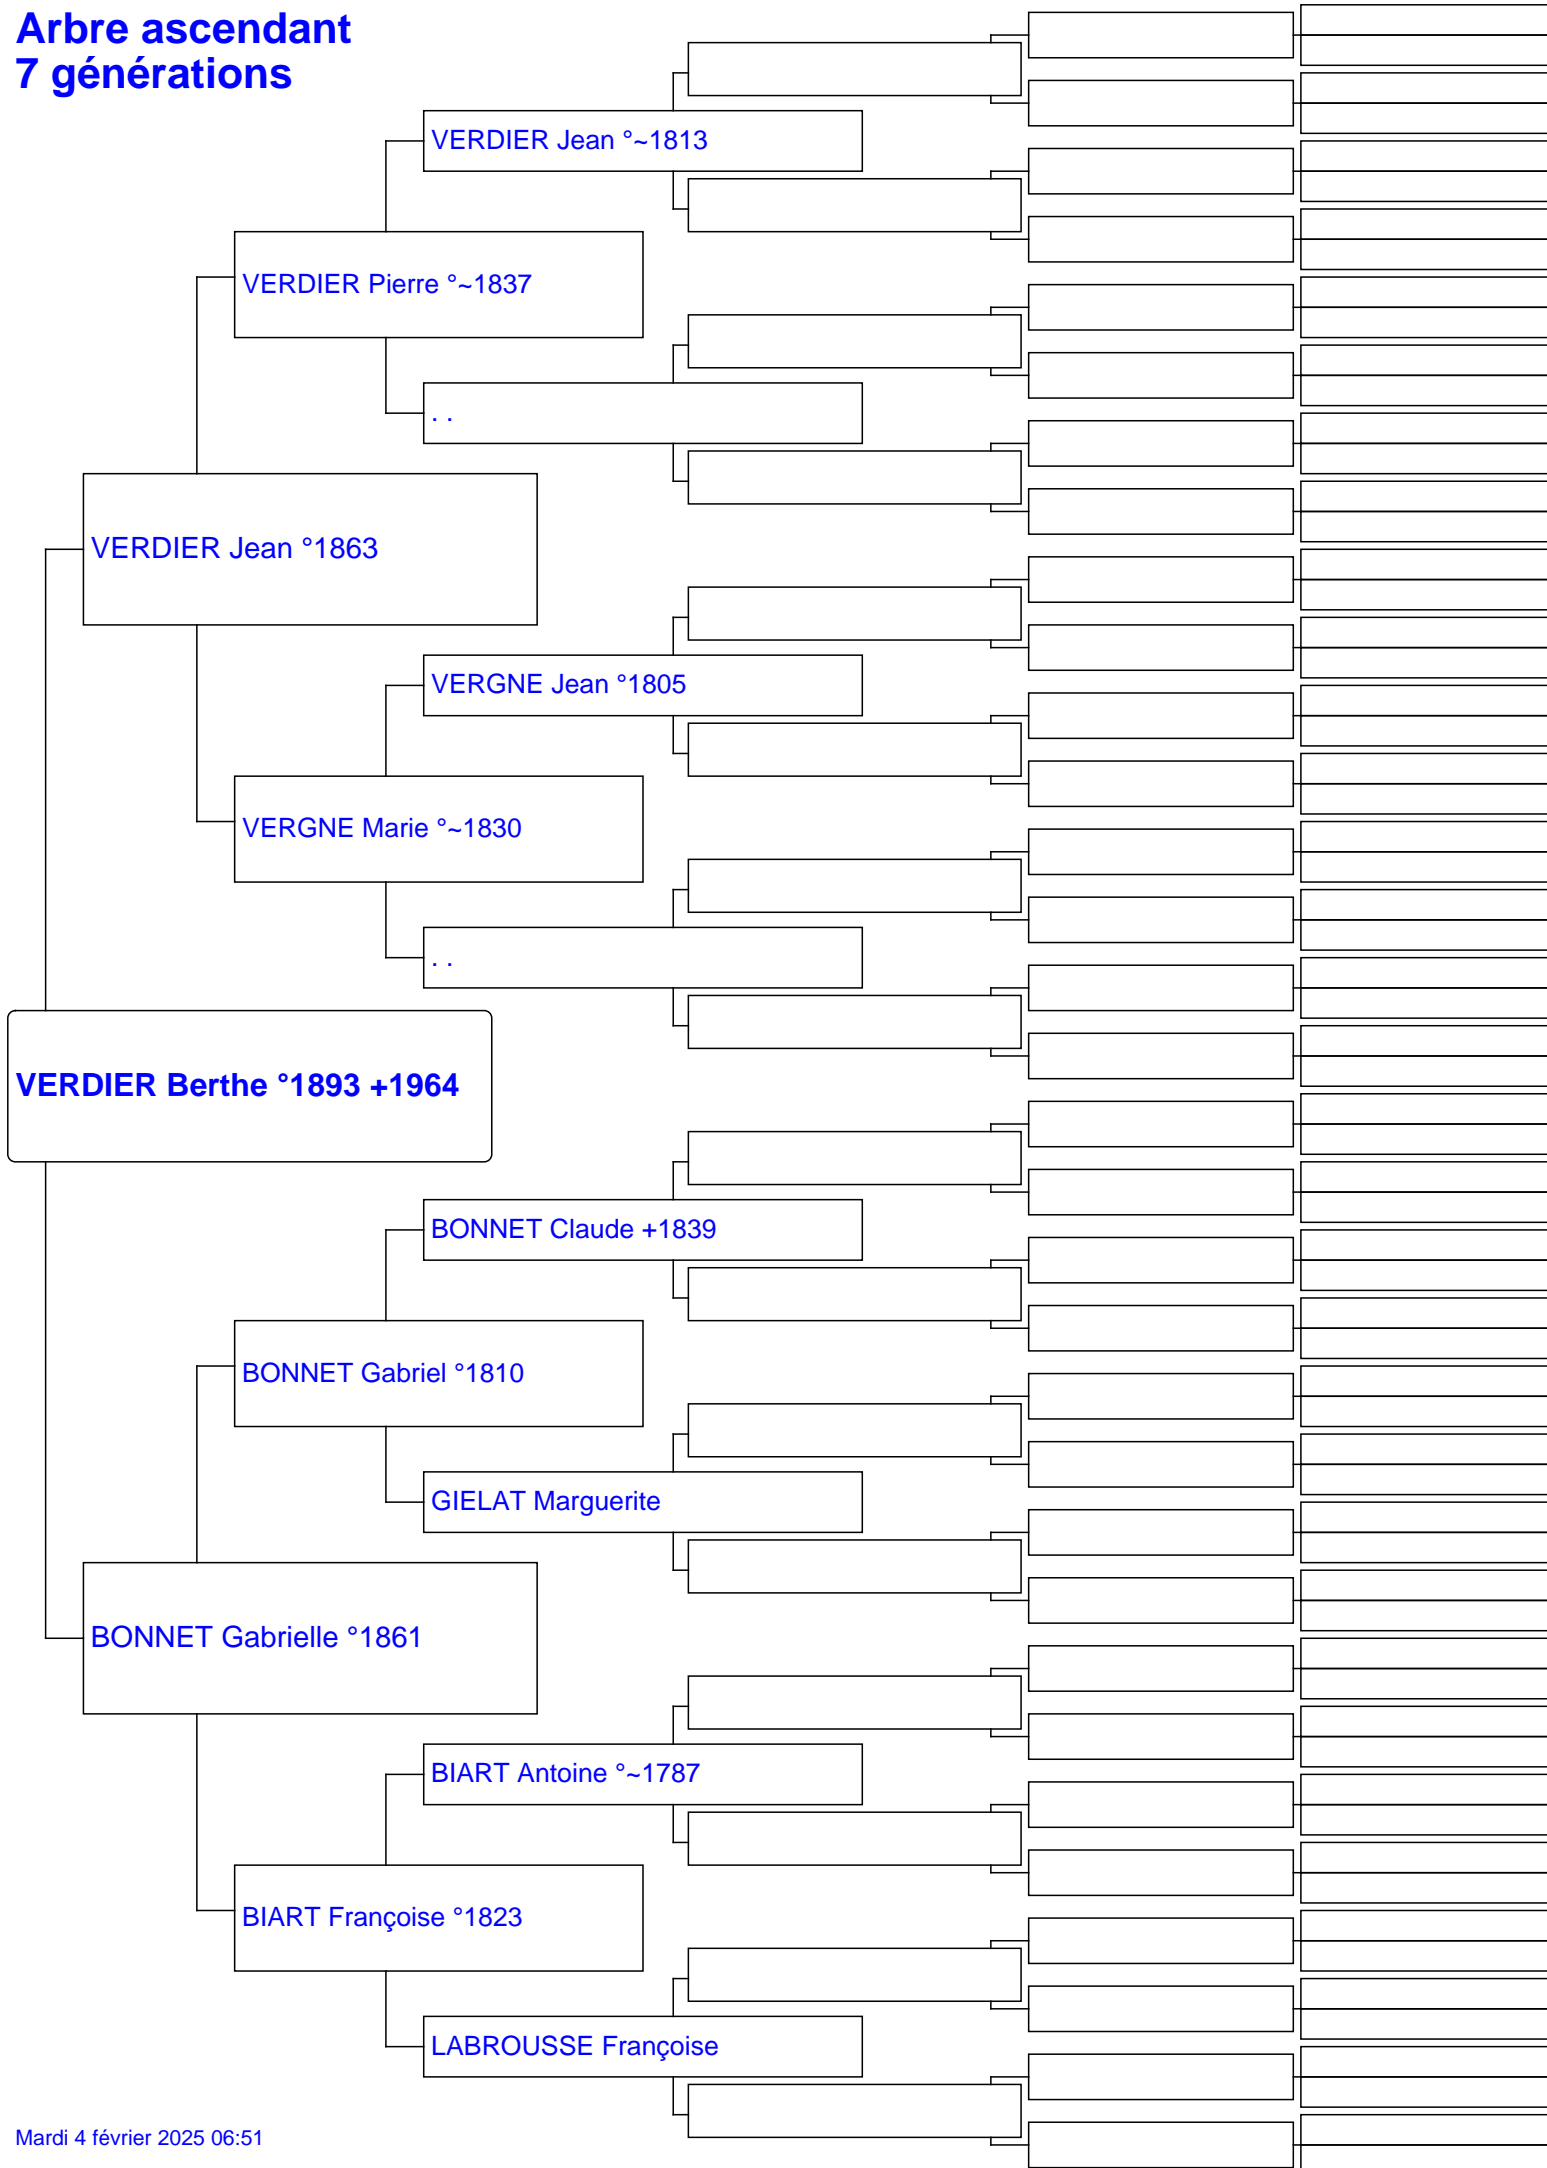 Arbre ascendant
7 générations
VERDIER Jean °~1813
VERDIER Pierre °~1837
. .
VERDIER Jean °1863
VERGNE Jean °1805
VERGNE Marie °~1830
. .
VERDIER Berthe °1893 +1964
BONNET Claude +1839
BONNET Gabriel °1810
GIELAT Marguerite
BONNET Gabrielle °1861
BIART Antoine °~1787
BIART Françoise °1823
LABROUSSE Françoise
Mardi 4 février 2025 06:51